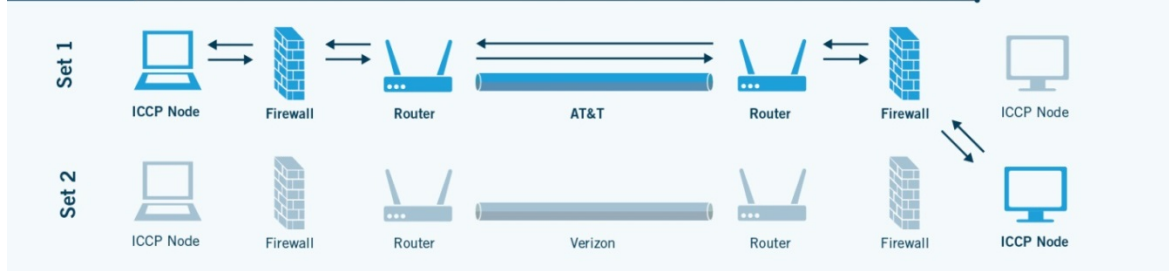 Set 1
ICCP Node Firewall Router AT&T Router Firewall ICCP Node
Set 2
ICCP Node Firewall Router Verizon Router Firewall ICCP Node